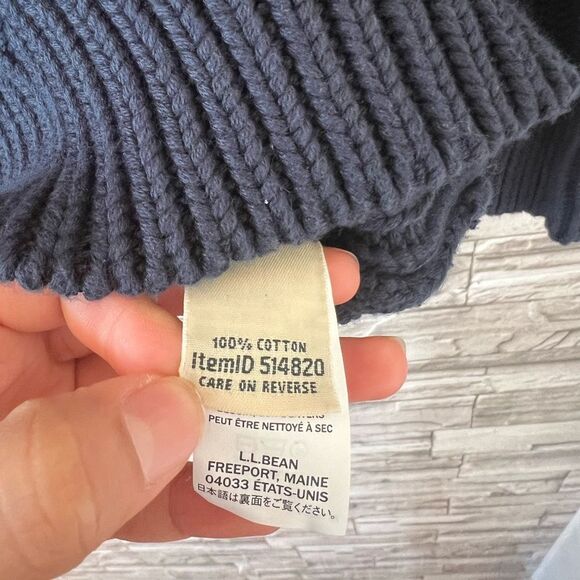 100% COTTON
ItemID 514820
CARE ON REVERSE
PEUT ÊTRE NETTOYÉ À SEC
L.L.BEAN
FREEPORT, MAINE
04033 ÉTATS-UNIS
日本語は裏面をご覧ください。